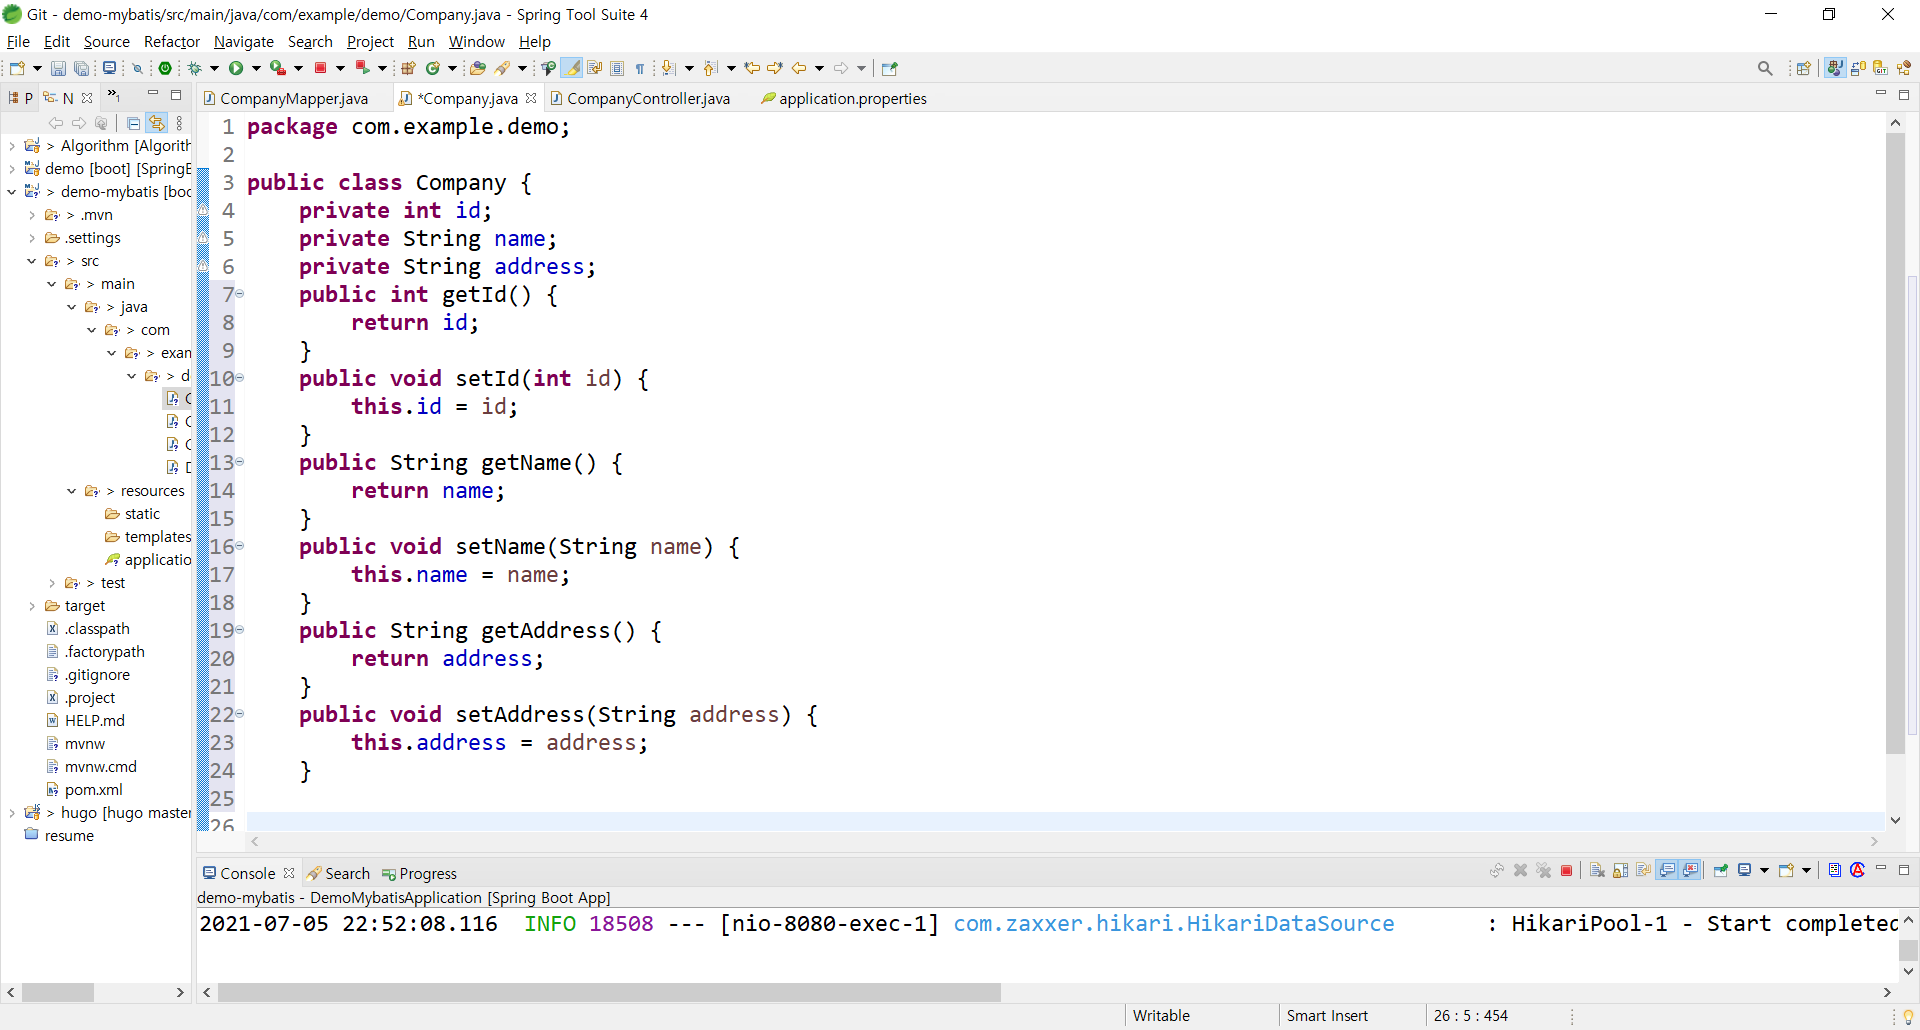 Git - demo-mybatis/src/main/java/com/example/demo/Company.java - Spring Tool Suite 4
File Edit Source Refactor Navigate Search Project Run Window Help
P N »1
CompanyMapper.java *Company.java CompanyController.java application.properties
> Algorithm [Algorith
demo [boot] [SpringB
> demo-mybatis [boo
> .mvn
.settings
> src
> main
> java
> com
> exam
> d
C
C
C
D
> resources
static
templates
applicatio
> test
target
.classpath
.factorypath
.gitignore
.project
HELP.md
mvnw
mvnw.cmd
pom.xml
> hugo [hugo master
resume
1 package com.example.demo;
2
3 public class Company {
4 private int id;
5 private String name;
6 private String address;
7 public int getId() {
8 return id;
9 }
10 public void setId(int id) {
11 this.id = id;
12 }
13 public String getName() {
14 return name;
15 }
16 public void setName(String name) {
17 this.name = name;
18 }
19 public String getAddress() {
20 return address;
21 }
22 public void setAddress(String address) {
23 this.address = address;
24 }
25
26
Console Search Progress
demo-mybatis - DemoMybatisApplication [Spring Boot App]
2021-07-05 22:52:08.116 INFO 18508 --- [nio-8080-exec-1] com.zaxxer.hikari.HikariDataSource : HikariPool-1 - Start completed
Writable Smart Insert 26 : 5 : 454